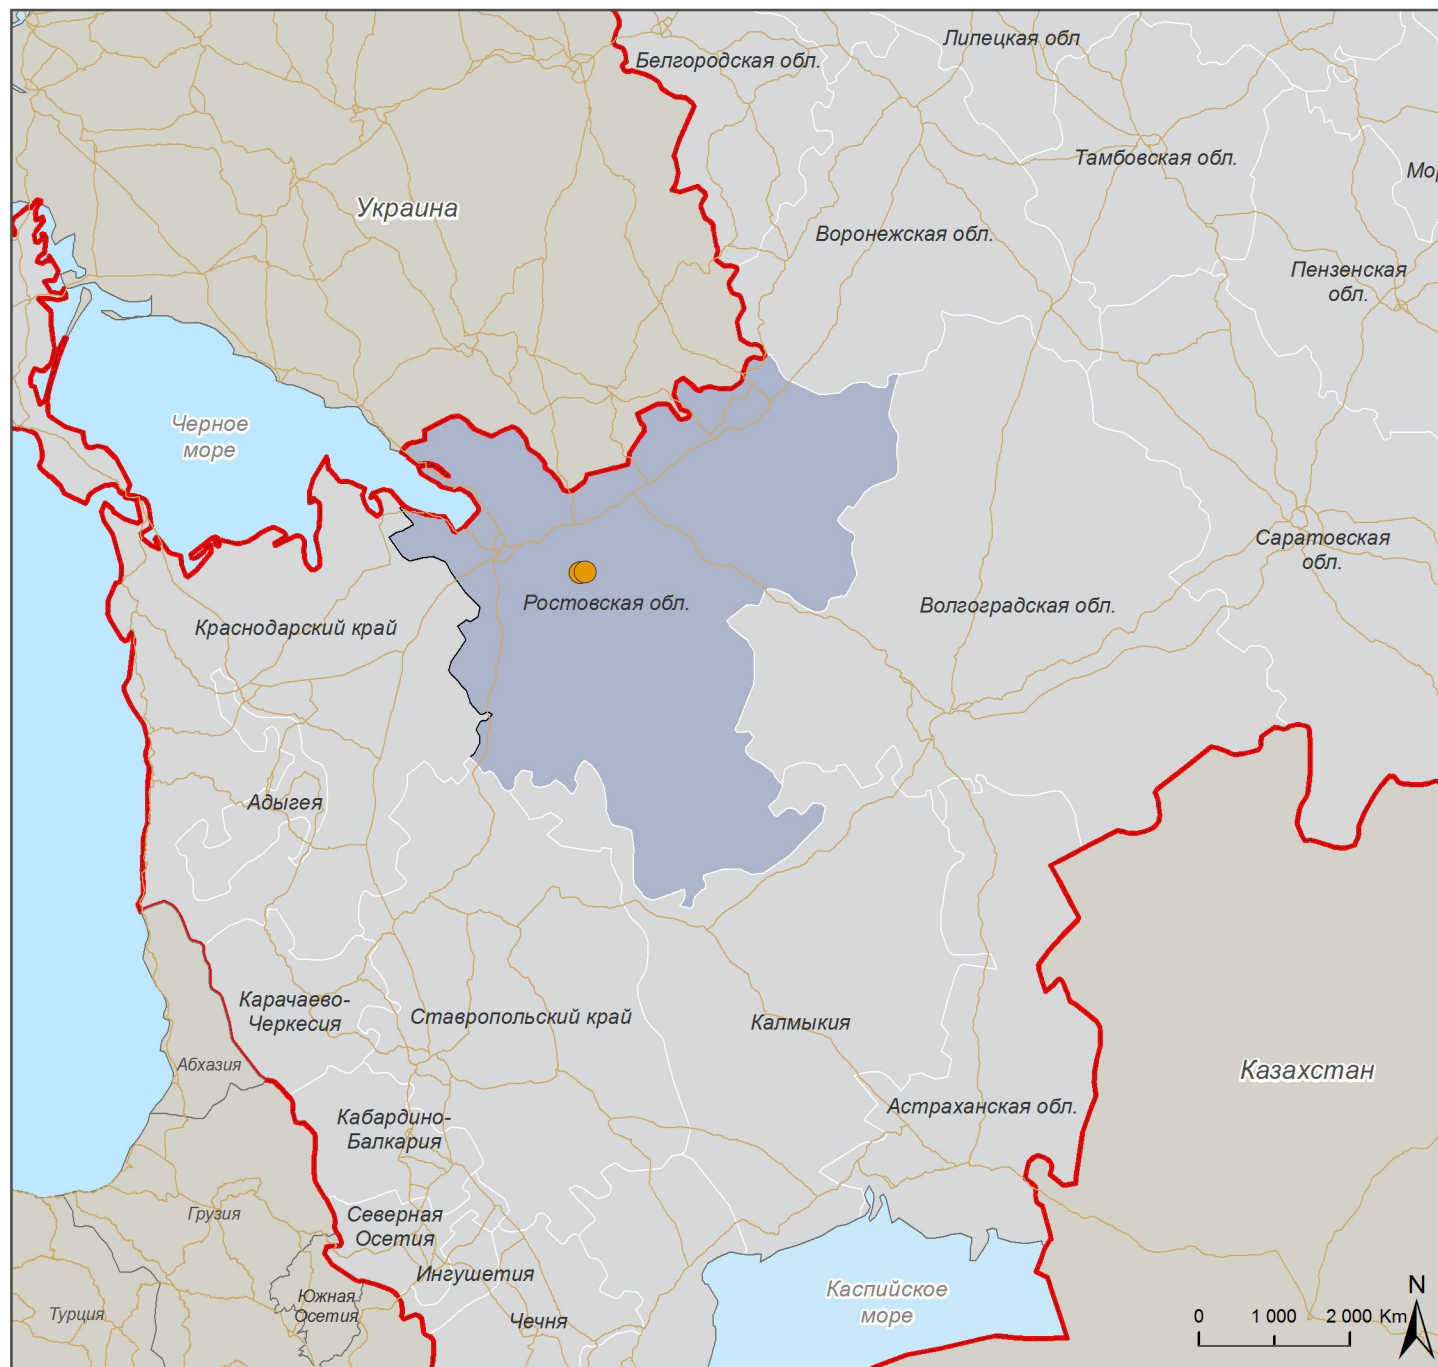 Липецкая обл
Белгородская обл.
Тамбовская обл.
Мор
Украина
Воронежская обл.
Пензенская
обл.
Черное
море
Саратовская
обл.
Ростовская обл.
Волгоградская обл.
Краснодарский край
Адыгея
Карачаево-
Черкесия
Ставропольский край
Калмыкия
Абхазия
Казахстан
Кабардино-
Балкария
Астраханская обл.
Грузия
Северная
Осетия
Ингушетия
Каспийское
море
Южная
Осетия
Турция
Чечня
N
0 1 000 2 000 Km